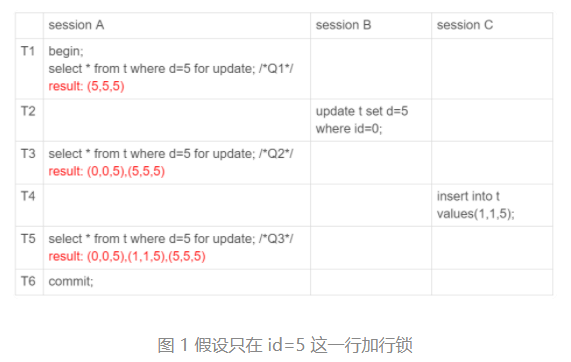 session A session B session C
T1 begin;
select * from t where d=5 for update; /*Q1*/
result: (5,5,5)
T2 update t set d=5
where id=0;
T3 select * from t where d=5 for update; /*Q2*/
result: (0,0,5),(5,5,5)
T4 insert into t
values(1,1,5);
T5 select * from t where d=5 for update; /*Q3*/
result: (0,0,5),(1,1,5),(5,5,5)
T6 commit;
图 1 假设只在 id=5 这一行加行锁